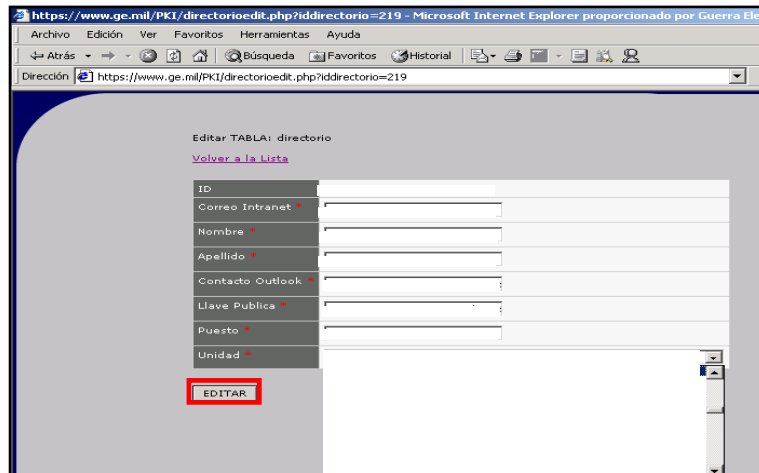 https://www.ge.mil/PKI/directorioedit.php?iddirectorio=219 - Microsoft Internet Explorer proporcionado por Guerra Ele
Archivo Edición Ver Favoritos Herramientas Ayuda
Atrás Búsqueda Favoritos Historial
Dirección https://www.ge.mil/PKI/directorioedit.php?iddirectorio=219
Editar TABLA: directorio
Volver a la Lista
ID
Correo Intranet *
Nombre *
Apellido *
Contacto Outlook *
Llave Publica *
Puesto *
Unidad *
EDITAR